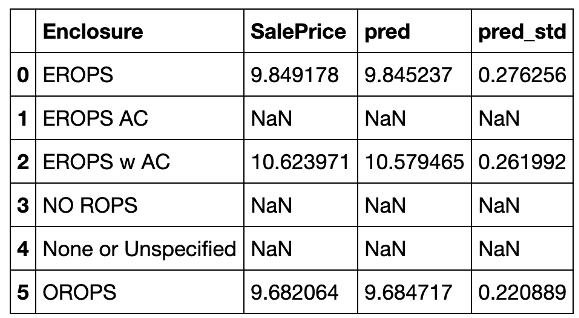 Enclosure SalePrice pred pred_std
0 EROPS 9.849178 9.845237 0.276256
1 EROPS AC NaN NaN NaN
2 EROPS w AC 10.623971 10.579465 0.261992
3 NO ROPS NaN NaN NaN
4 None or Unspecified NaN NaN NaN
5 OROPS 9.682064 9.684717 0.220889